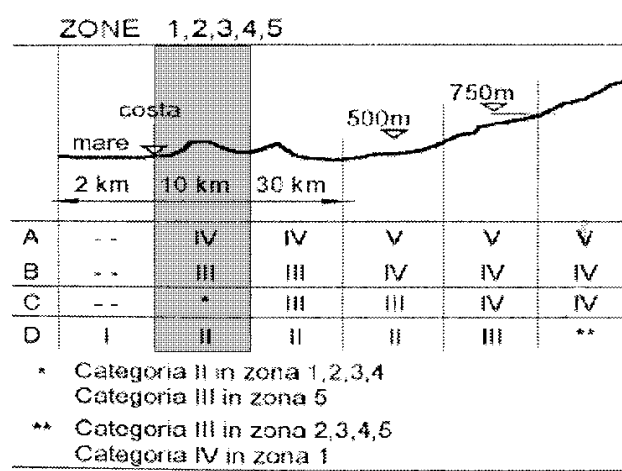 ZONE 1,2,3,4,5
750m
costa
500m
mare
2 km 10 km 30 km
A -- IV IV V V V
B -- III III IV IV IV
C -- * III III IV IV
D I II II II III **
* Categoria II in zona 1,2,3,4
Categoria III in zona 5
** Categoria III in zona 2,3,4,5
Categoria IV in zona 1